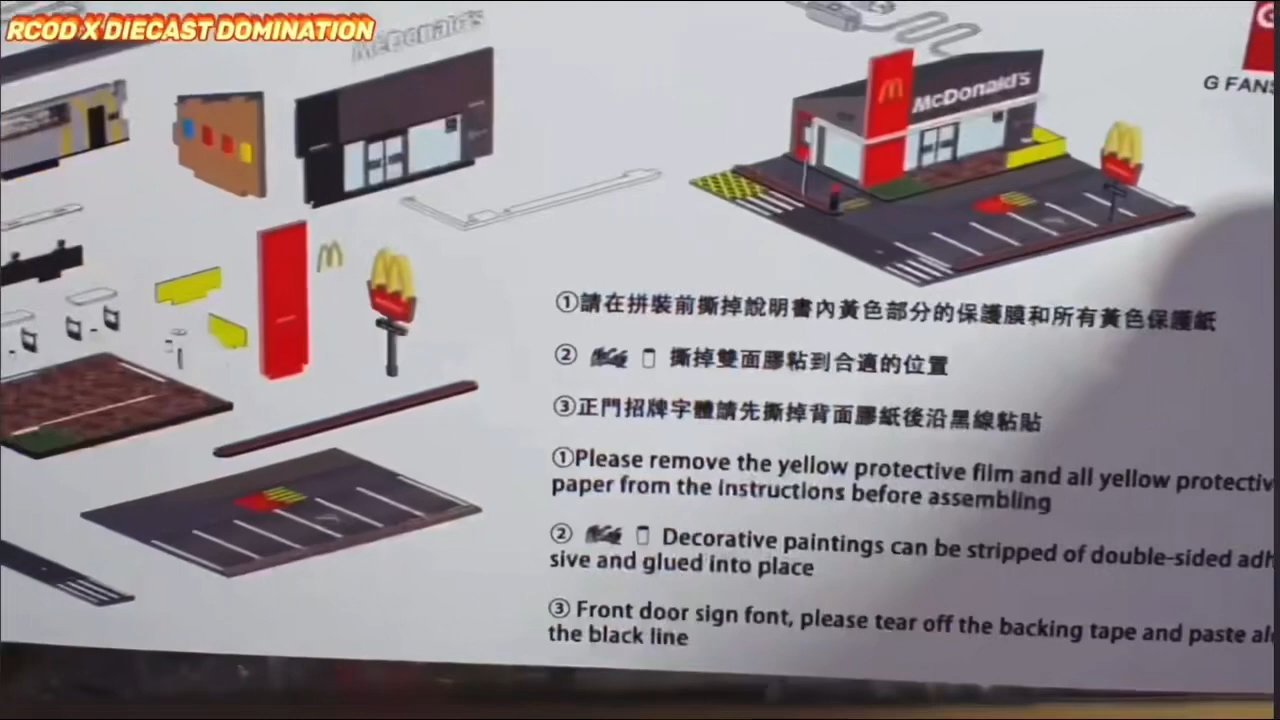 RCOD X DIECAST DOMINATION
McDonald's
McDonald's
G FANS
①請在拼裝前撕掉說明書內黃色部分的保護膜和所有黃色保護紙
② 撕掉雙面膠粘到合適的位置
③正門招牌字體請先撕掉背面膠紙後沿黑線粘貼
①Please remove the yellow protective film and all yellow protectiv
paper from the instructions before assembling
② Decorative paintings can be stripped of double-sided adh
sive and glued into place
③ Front door sign font, please tear off the backing tape and paste al
the black line